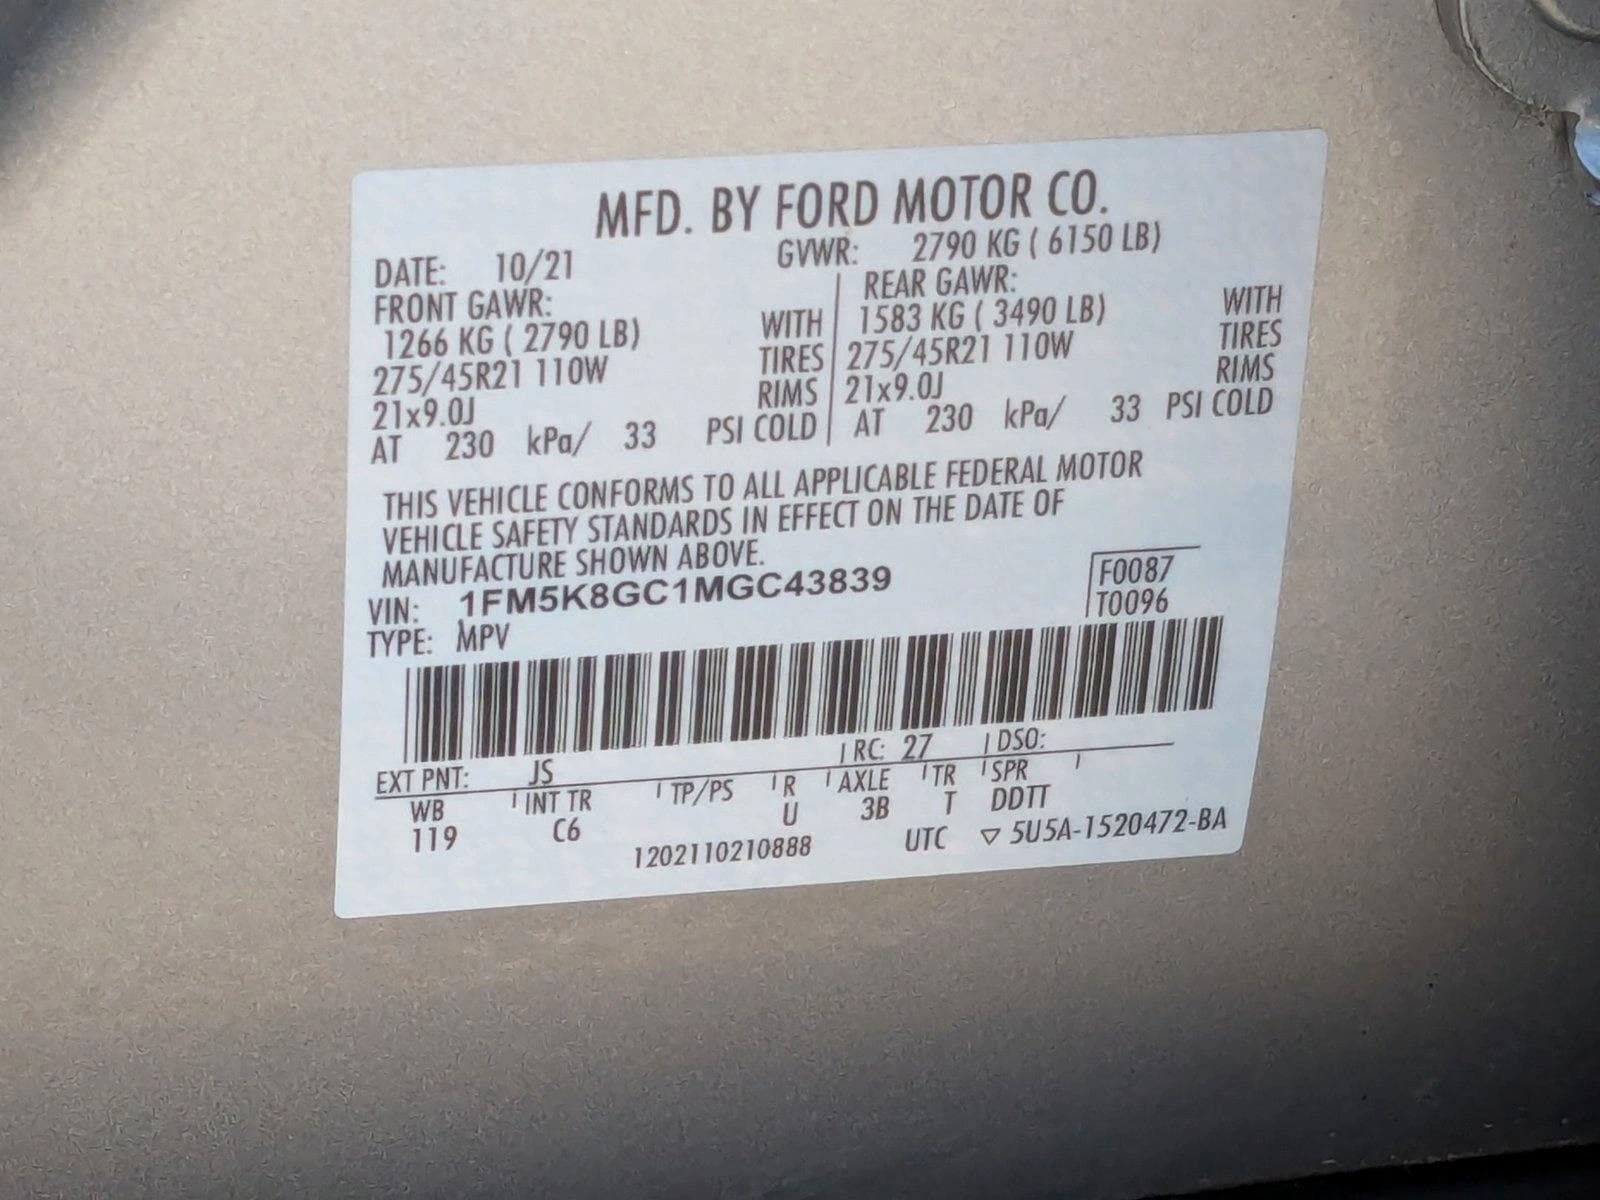 MFD. BY FORD MOTOR CO.
DATE: 10/21 GVWR: 2790 KG ( 6150 LB)
FRONT GAWR: REAR GAWR:
1266 KG ( 2790 LB) WITH 1583 KG ( 3490 LB) WITH
275/45R21 110W TIRES 275/45R21 110W TIRES
21x9.0J RIMS 21x9.0J RIMS
AT 230 kPa/ 33 PSI COLD AT 230 kPa/ 33 PSI COLD
THIS VEHICLE CONFORMS TO ALL APPLICABLE FEDERAL MOTOR
VEHICLE SAFETY STANDARDS IN EFFECT ON THE DATE OF
MANUFACTURE SHOWN ABOVE.
VIN: 1FM5K8GC1MGC43839 F0087
TYPE: MPV T0096
EXT PNT: JS RC: 27 DSO:
WB INT TR TP/PS R AXLE TR SPR
119 C6 U 3B T DDTT
1202110210888 UTC ▽ 5U5A-1520472-BA